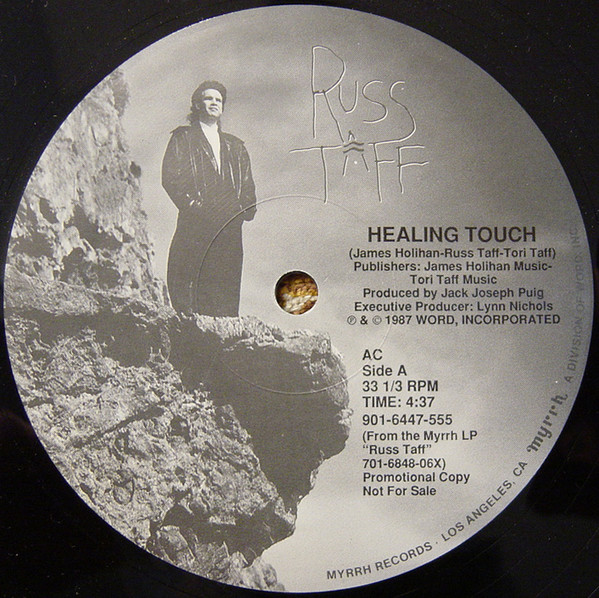 RUSS
TAFF
HEALING TOUCH
(James Holihan-Russ Taff-Tori Taff)
Publishers: James Holihan Music-
Tori Taff Music
Produced by Jack Joseph Puig
Executive Producer: Lynn Nichols
℗ & © 1987 WORD, INCORPORATED
AC
Side A
33 1/3 RPM
TIME: 4:37
901-6447-555
(From the Myrrh LP
"Russ Taff"
701-6848-06X)
Promotional Copy
Not For Sale
MYRRH RECORDS · LOS ANGELES, CA myrrh A DIVISION OF WORD, INC.